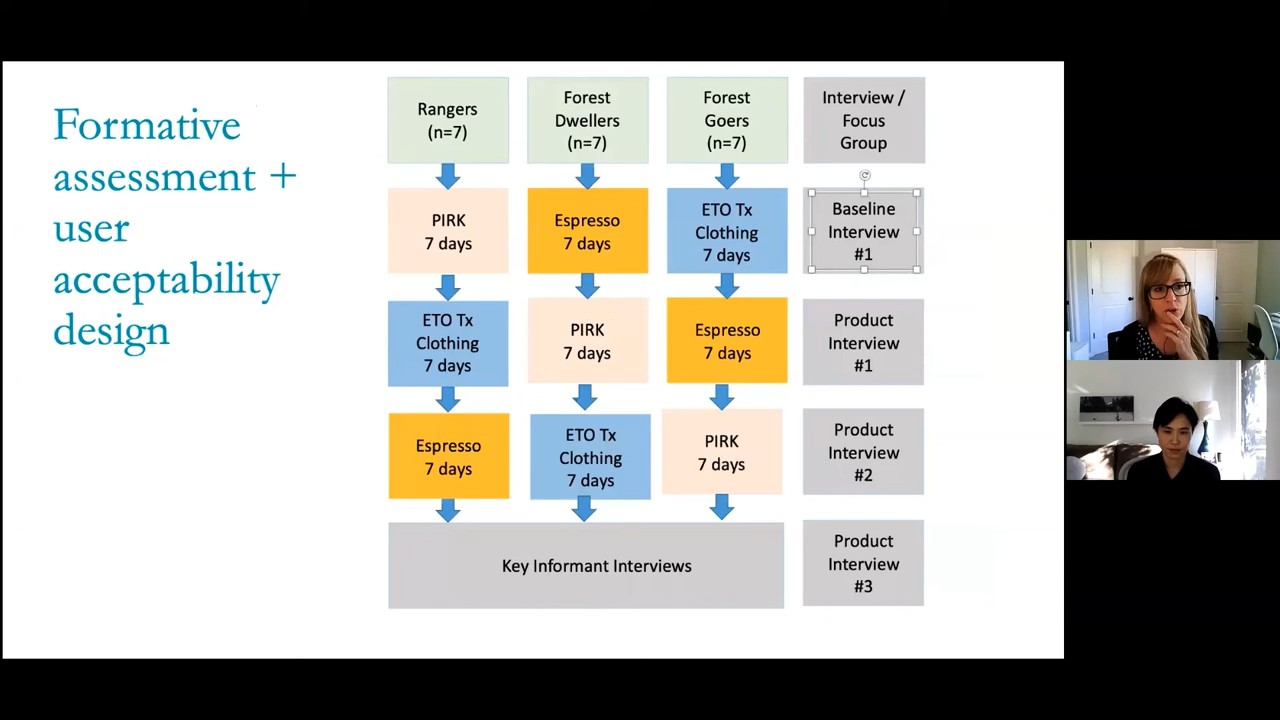 Formative
assessment +
user
acceptability
design
Rangers
(n=7)
Forest
Dwellers
(n=7)
Forest
Goers
(n=7)
Interview /
Focus
Group
PIRK
7 days
Espresso
7 days
ETO Tx
Clothing
7 days
Baseline
Interview
#1
ETO Tx
Clothing
7 days
PIRK
7 days
Espresso
7 days
Product
Interview
#1
Espresso
7 days
ETO Tx
Clothing
7 days
PIRK
7 days
Product
Interview
#2
Key Informant Interviews
Product
Interview
#3